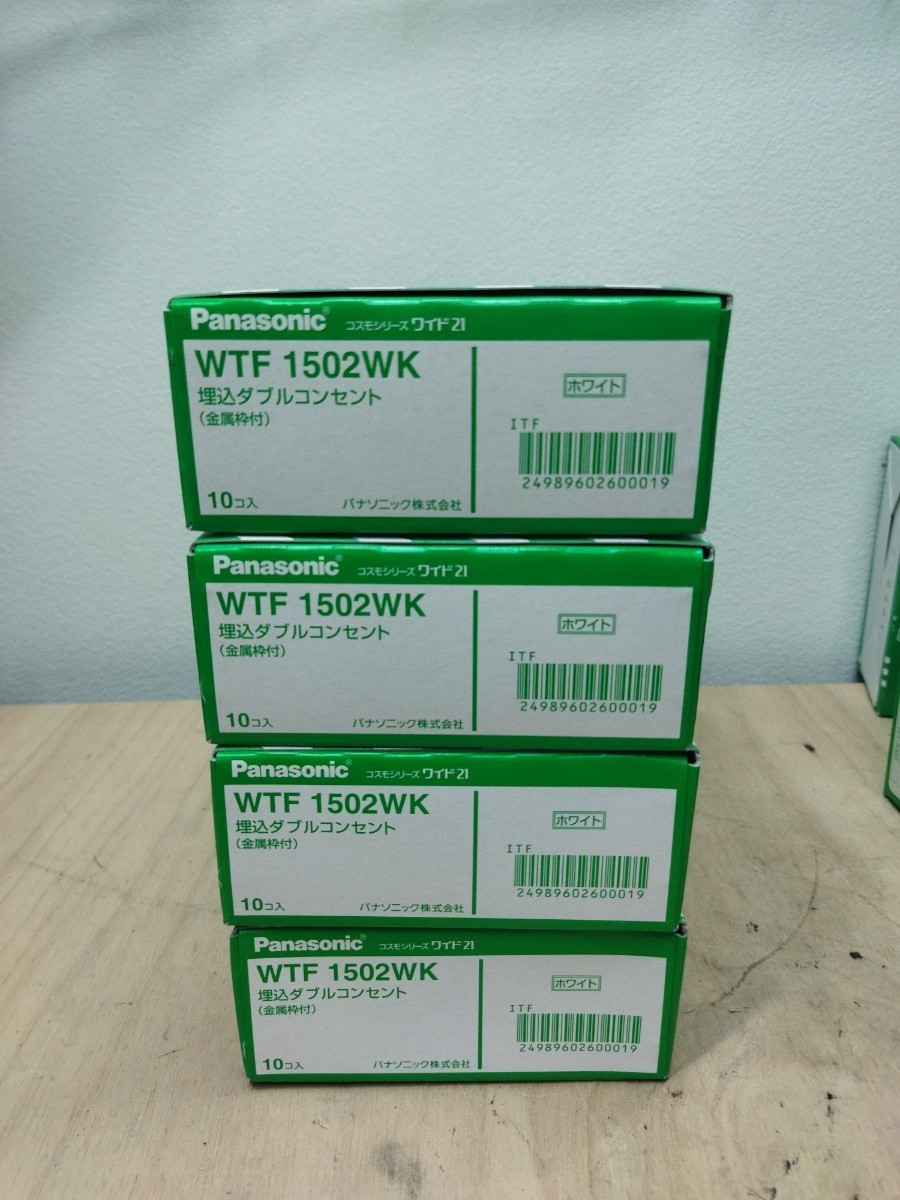 Panasonic® コスモシリーズ ワイド21
WTF 1502WK
埋込ダブルコンセント
(金属枠付)
10コ入 パナソニック株式会社
ホワイト
ITF
24989602600019
Panasonic® コスモシリーズ ワイド21
WTF 1502WK
埋込ダブルコンセント
(金属枠付)
10コ入 パナソニック株式会社
ホワイト
ITF
24989602600019
Panasonic® コスモシリーズ ワイド21
WTF 1502WK
埋込ダブルコンセント
(金属枠付)
10コ入 パナソニック株式会社
ホワイト
ITF
24989602600019
Panasonic® コスモシリーズ ワイド21
WTF 1502WK
埋込ダブルコンセント
(金属枠付)
10コ入 パナソニック株式会社
ホワイト
ITF
24989602600019